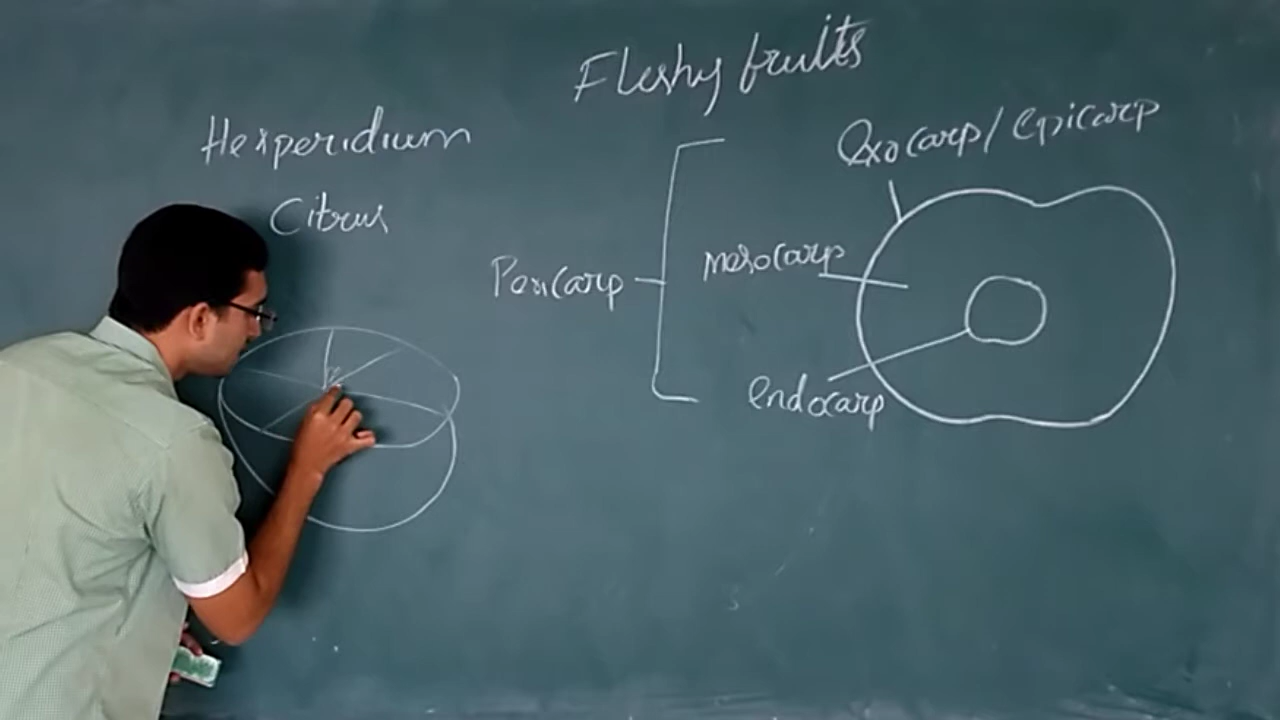 Fleshy fruits
Hesperidium
Citrus
Exocarp/epicarp
Pericarp
mesocarp
endocarp